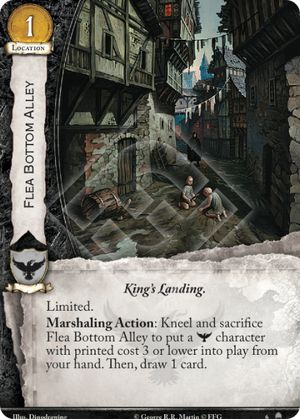 1
LOCATION
FLEA BOTTOM ALLEY
King's Landing.
Limited.
Marshaling Action: Kneel and sacrifice
Flea Bottom Alley to put a character
with printed cost 3 or lower into play from
your hand. Then, draw 1 card.
Illus. Dinodrawing
© George R.R. Martin © FFG
6